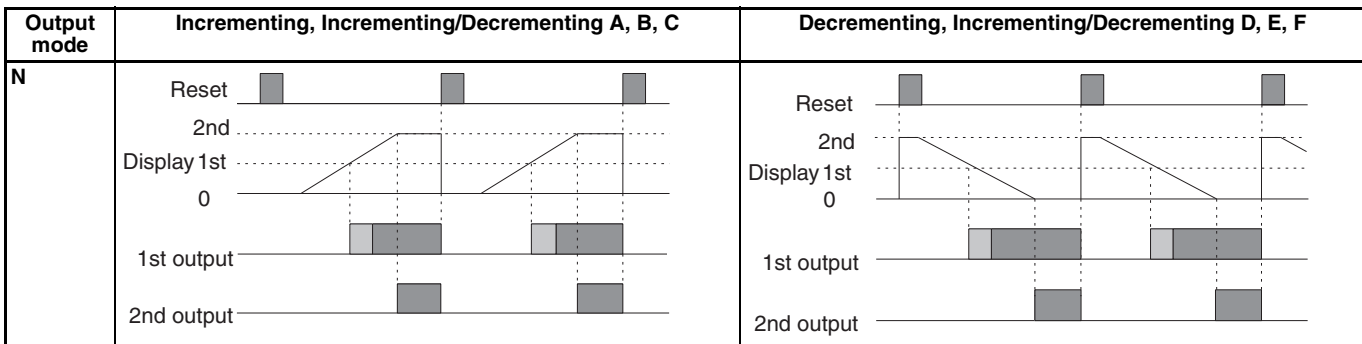 Output mode
Incrementing, Incrementing/Decrementing A, B, C
Decrementing, Incrementing/Decrementing D, E, F
N
Reset
2nd
Display 1st
0
1st output
2nd output
Reset
2nd
Display 1st
0
1st output
2nd output